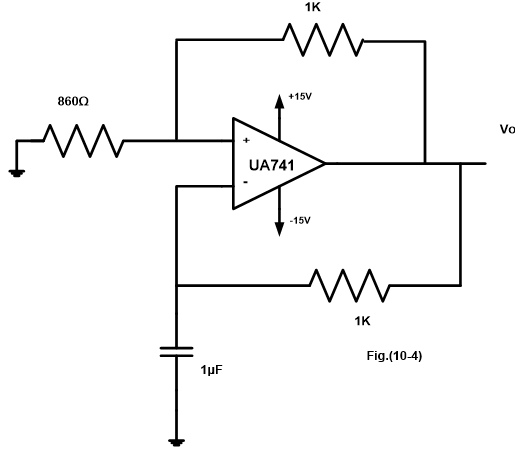 1K
860Ω
+15V
Vo
+
UA741
-
-15V
1K
Fig.(10-4)
1µF